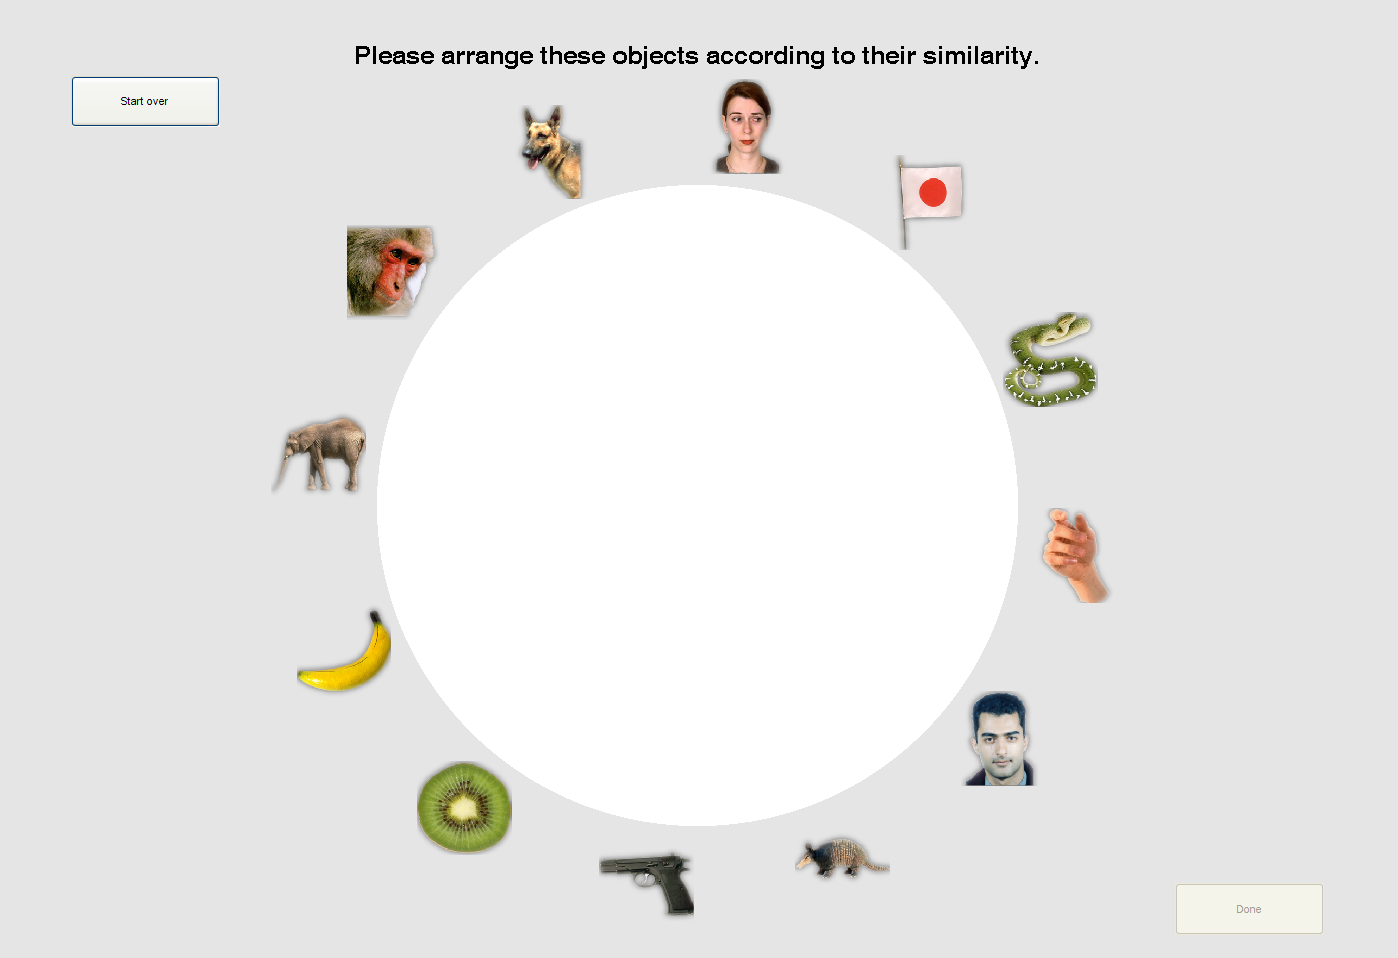 Please arrange these objects according to their similarity.
Start over
Done